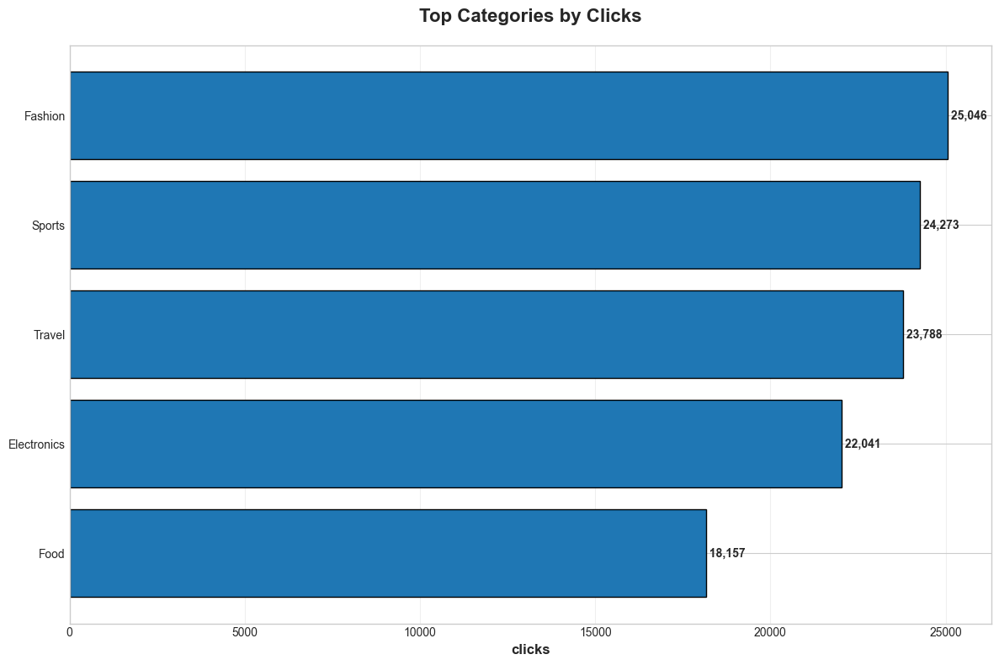 Top Categories by Clicks
Fashion 25,046
Sports 24,273
Travel 23,788
Electronics 22,041
Food 18,157
0 5000 10000 15000 20000 25000
clicks